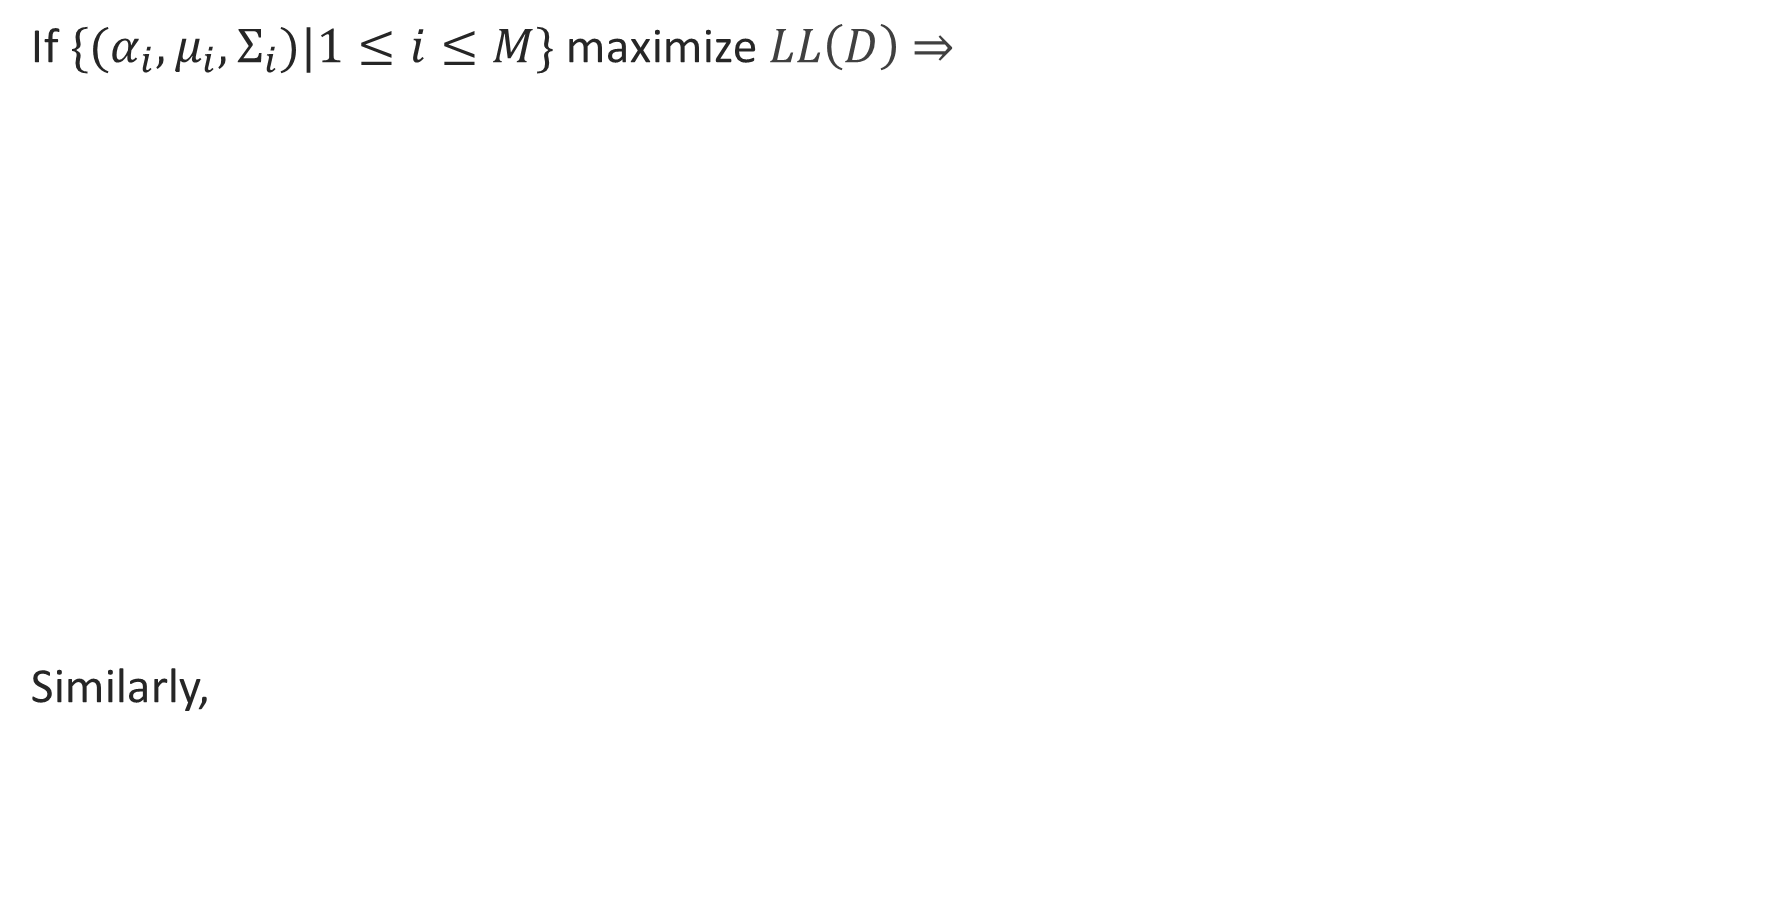 If {(αᵢ, μᵢ, Σᵢ)|1 ≤ i ≤ M} maximize LL(D) ⇒
Similarly,